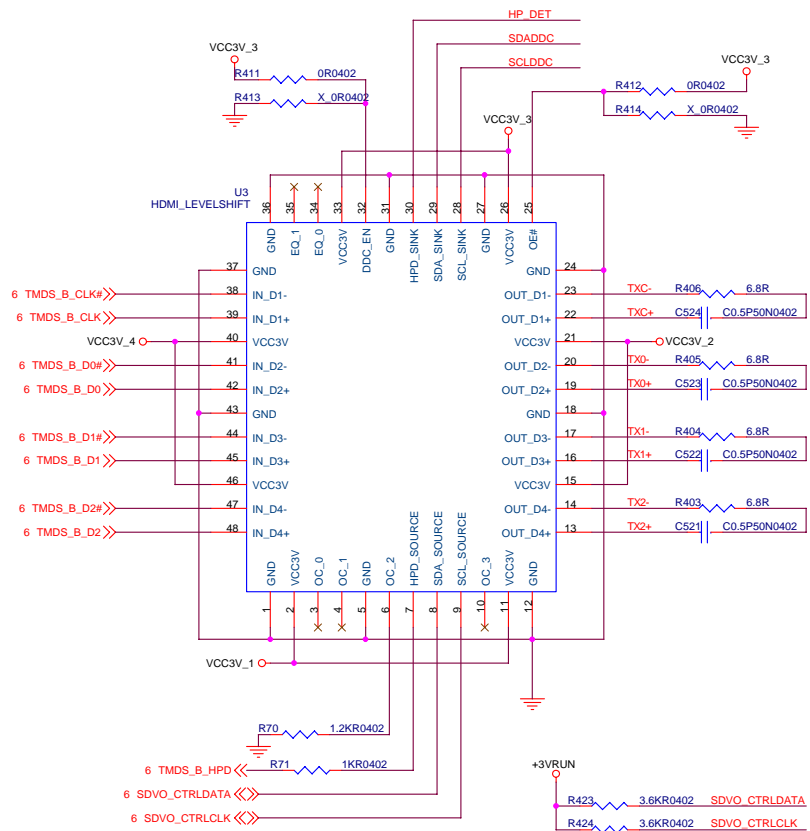 HP_DET
SDADDC
SCLDDC
VCC3V_3
R411 0R0402
R413 X_0R0402
VCC3V_3
R412 0R0402
R414 X_0R0402
VCC3V_3
U3
HDMI_LEVELSHIFT
36 35 34 33 32 31 30 29 28 27 26 25
GND EQ_1 EQ_0 VCC3V DDC_EN GND HPD_SINK SDA_SINK SCL_SINK GND VCC3V OE#
37 GND GND 24
6 TMDS_B_CLK# 38 IN_D1- OUT_D1- 23 TXC- R406 6.8R
6 TMDS_B_CLK 39 IN_D1+ OUT_D1+ 22 TXC+ C524 C0.5P50N0402
VCC3V_4 40 VCC3V VCC3V 21 VCC3V_2
6 TMDS_B_D0# 41 IN_D2- OUT_D2- 20 TX0- R405 6.8R
6 TMDS_B_D0 42 IN_D2+ OUT_D2+ 19 TX0+ C523 C0.5P50N0402
43 GND GND 18
6 TMDS_B_D1# 44 IN_D3- OUT_D3- 17 TX1- R404 6.8R
6 TMDS_B_D1 45 IN_D3+ OUT_D3+ 16 TX1+ C522 C0.5P50N0402
46 VCC3V VCC3V 15
6 TMDS_B_D2# 47 IN_D4- OUT_D4- 14 TX2- R403 6.8R
6 TMDS_B_D2 48 IN_D4+ OUT_D4+ 13 TX2+ C521 C0.5P50N0402
GND VCC3V OC_0 OC_1 GND OC_2 HPD_SOURCE SDA_SOURCE SCL_SOURCE OC_3 VCC3V GND
1 2 3 4 5 6 7 8 9 10 11 12
VCC3V_1
R70 1.2KR0402
6 TMDS_B_HPD R71 1KR0402
6 SDVO_CTRLDATA
6 SDVO_CTRLCLK
+3VRUN
R423 3.6KR0402 SDVO_CTRLDATA
R424 3.6KR0402 SDVO_CTRLCLK